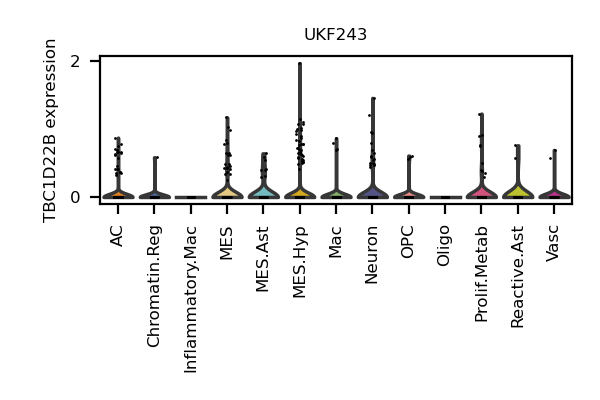 UKF243
TBC1D22B expression
2
0
AC
Chromatin.Reg
Inflammatory.Mac
MES
MES.Ast
MES.Hyp
Mac
Neuron
OPC
Oligo
Prolif.Metab
Reactive.Ast
Vasc